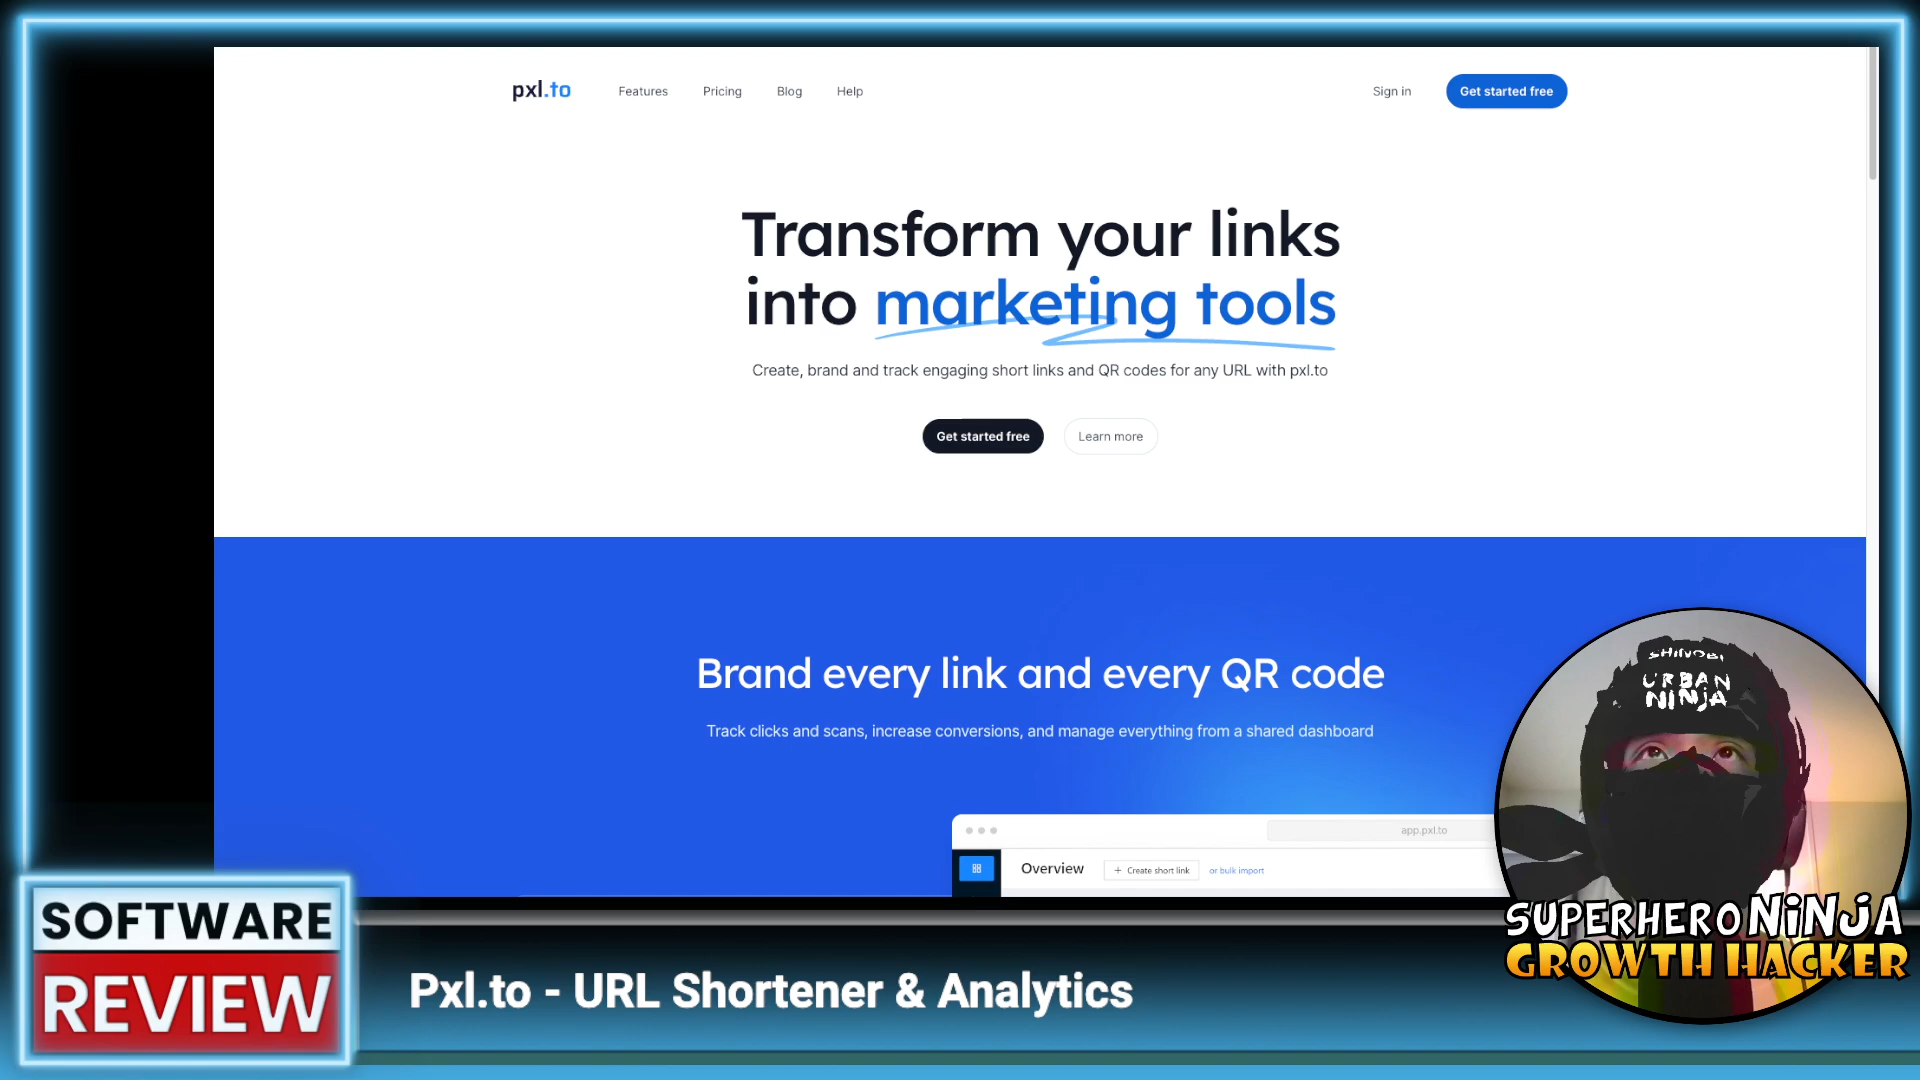 pxl.to
Features
Pricing
Blog
Help
Sign in
Get started free
Transform your links
into marketing tools
Create, brand and track engaging short links and QR codes for any URL with pxl.to
Get started free
Learn more
Brand every link and every QR code
Track clicks and scans, increase conversions, and manage everything from a shared dashboard
app.pxl.to
Overview
+ Create short link
or bulk import
SHINOBI
URBAN
NINJA
SUPERHERO NINJA
GROWTH HACKER
SOFTWARE
REVIEW
Pxl.to - URL Shortener & Analytics